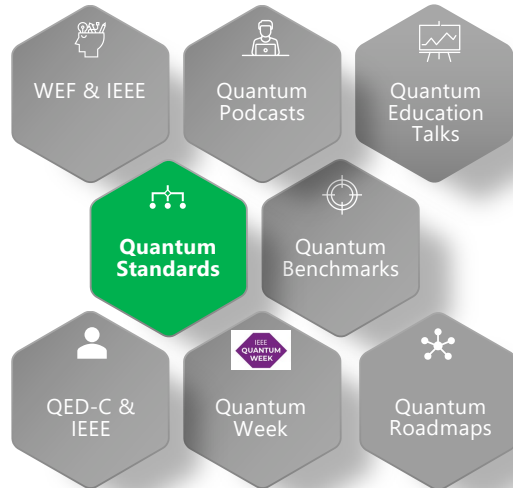 WEF & IEEE
Quantum
Podcasts
Quantum
Education
Talks
Quantum
Standards
Quantum
Benchmarks
QED-C &
IEEE
IEEE
QUANTUM
WEEK
Quantum
Week
Quantum
Roadmaps